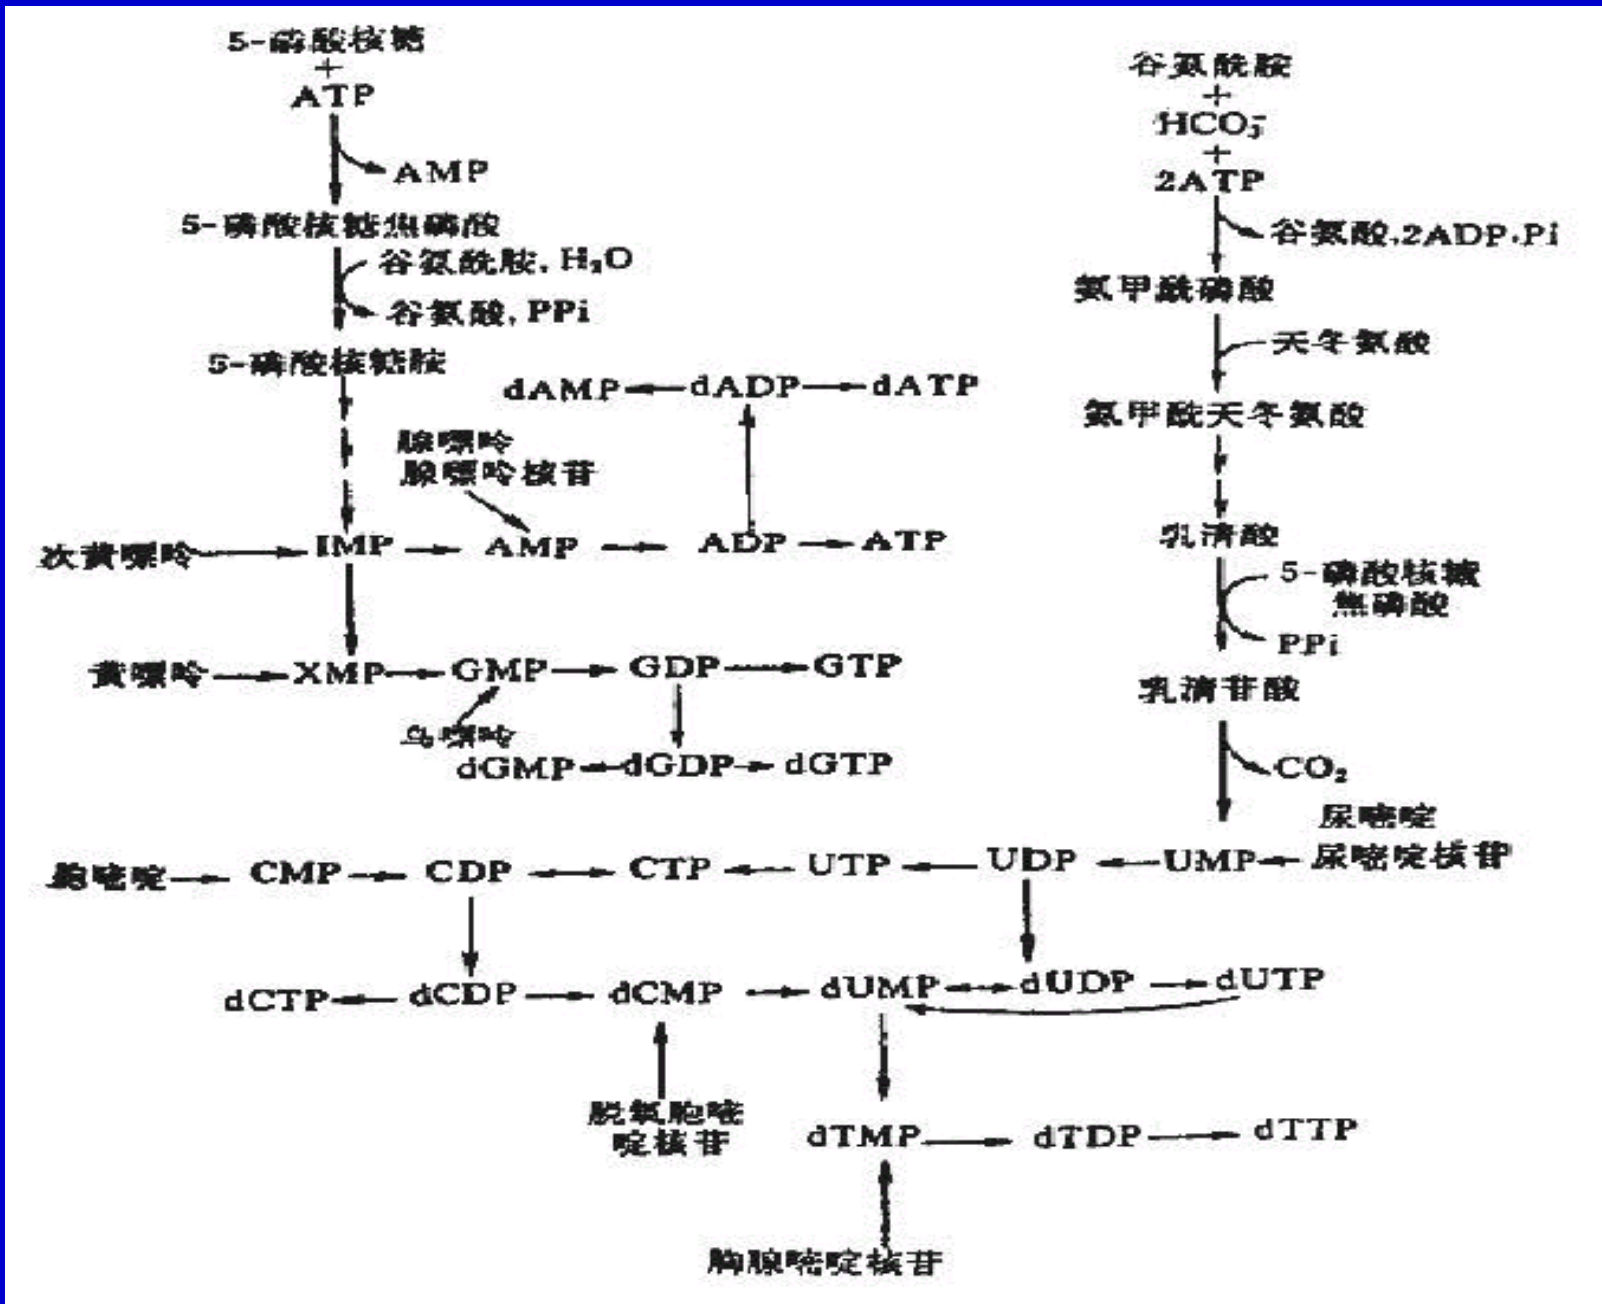 5-磷酸核糖
+
ATP
AMP
5-磷酸核糖焦磷酸
谷氨酰胺, H₂O
谷氨酸, PPi
5-磷酸核糖胺
dAMP dADP dATP
腺嘌呤
腺嘌呤核苷
次黄嘌呤 IMP AMP ADP ATP
黄嘌呤 XMP GMP GDP GTP
鸟嘌呤
dGMP dGDP dGTP
谷氨酰胺
+
HCO₃⁻
+
2ATP
谷氨酸,2ADP,Pi
氨甲酰磷酸
天冬氨酸
氨甲酰天冬氨酸
乳清酸
5-磷酸核糖
焦磷酸
PPi
乳清苷酸
CO₂
尿嘧啶
胞嘧啶 CMP CDP CTP UTP UDP UMP 尿嘧啶核苷
dCTP dCDP dCMP dUMP dUDP dUTP
脱氧胞嘧
啶核苷
dTMP dTDP dTTP
胸腺嘧啶核苷